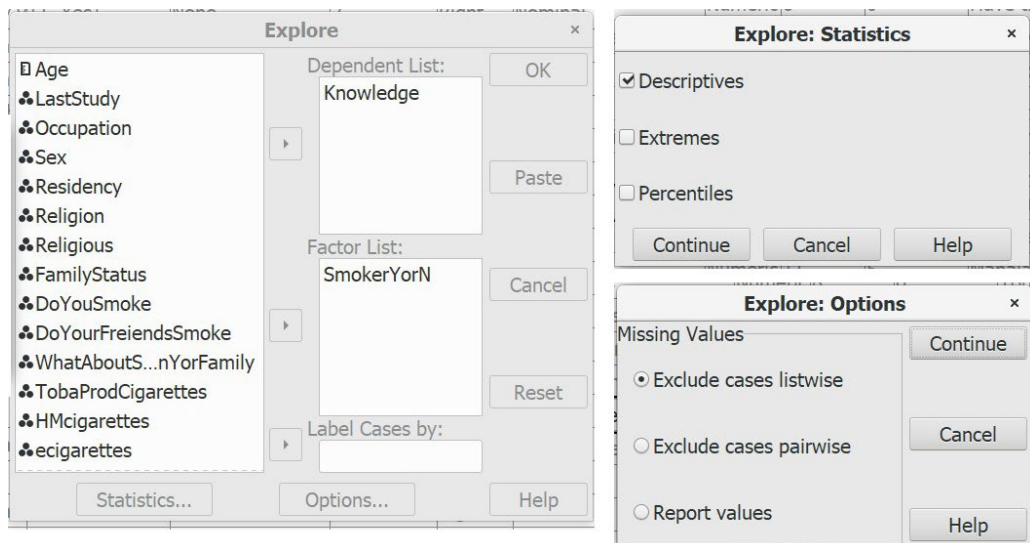 Explore ×
Age
LastStudy
Occupation
Sex
Residency
Religion
Religious
FamilyStatus
DoYouSmoke
DoYourFreiendsSmoke
WhatAboutS...nYorFamily
TobaProdCigarettes
HMcigarettes
ecigarettes
Dependent List:
Knowledge
Factor List:
SmokerYorN
Label Cases by:
OK
Paste
Cancel
Reset
Statistics... Options... Help
Explore: Statistics ×
Descriptives
Extremes
Percentiles
Continue Cancel Help
Explore: Options ×
Missing Values
Exclude cases listwise
Exclude cases pairwise
Report values
Continue
Cancel
Help